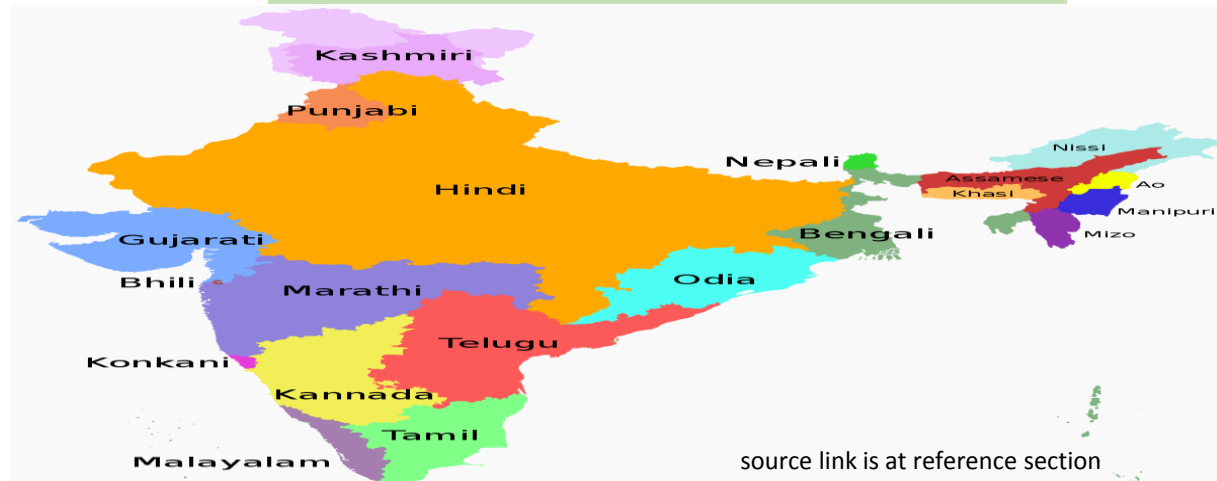 Kashmiri
Punjabi
Hindi
Nepali
Nissi
Assamese
Khasi
Ao
Manipuri
Mizo
Bengali
Gujarati
Bhili
Marathi
Odia
Telugu
Konkani
Kannada
Tamil
Malayalam
source link is at reference section